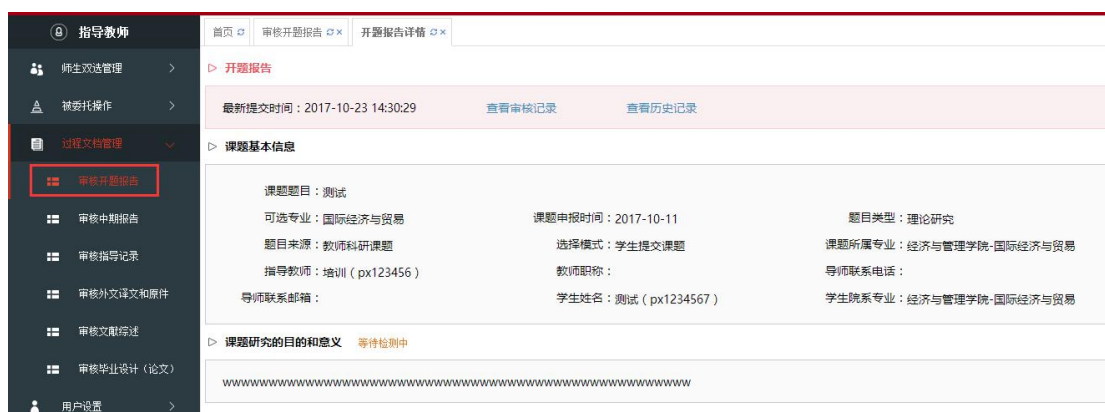 指导教师
师生双选管理
被委托操作
过程文档管理
审核开题报告
审核中期报告
审核指导记录
审核外文译文和原件
审核文献综述
审核毕业设计（论文）
用户设置
首页 审核开题报告 开题报告详情
开题报告
最新提交时间：2017-10-23 14:30:29 查看审核记录 查看历史记录
课题基本信息
课题题目：测试
可选专业：国际经济与贸易 课题申报时间：2017-10-11 题目类型：理论研究
题目来源：教师科研课题 选择模式：学生提交课题 课题所属专业：经济与管理学院-国际经济与贸易
指导教师：培训（px123456） 教师职称： 导师联系电话：
导师联系邮箱： 学生姓名：测试（px1234567） 学生院系专业：经济与管理学院-国际经济与贸易
课题研究的目的和意义 等待检测中
wwwwwwwwwwwwwwwwwwwwwwwwwwwwwwwwwwwwwwwwwwwwwwwwwww